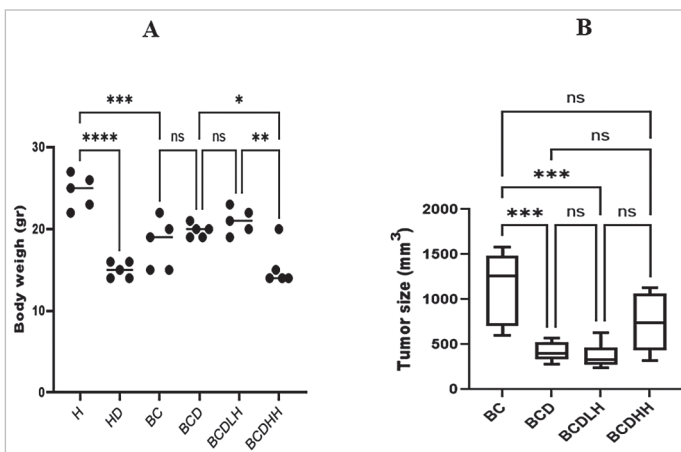 A
B
***
*
****
ns
ns
**
30
20
10
0
Body weigh (gr)
H
HD
BC
BCD
BCDLH
BCDHH
ns
ns
***
***
ns
ns
2000
1500
1000
500
0
Tumor size (mm³)
BC
BCD
BCDLH
BCDHH